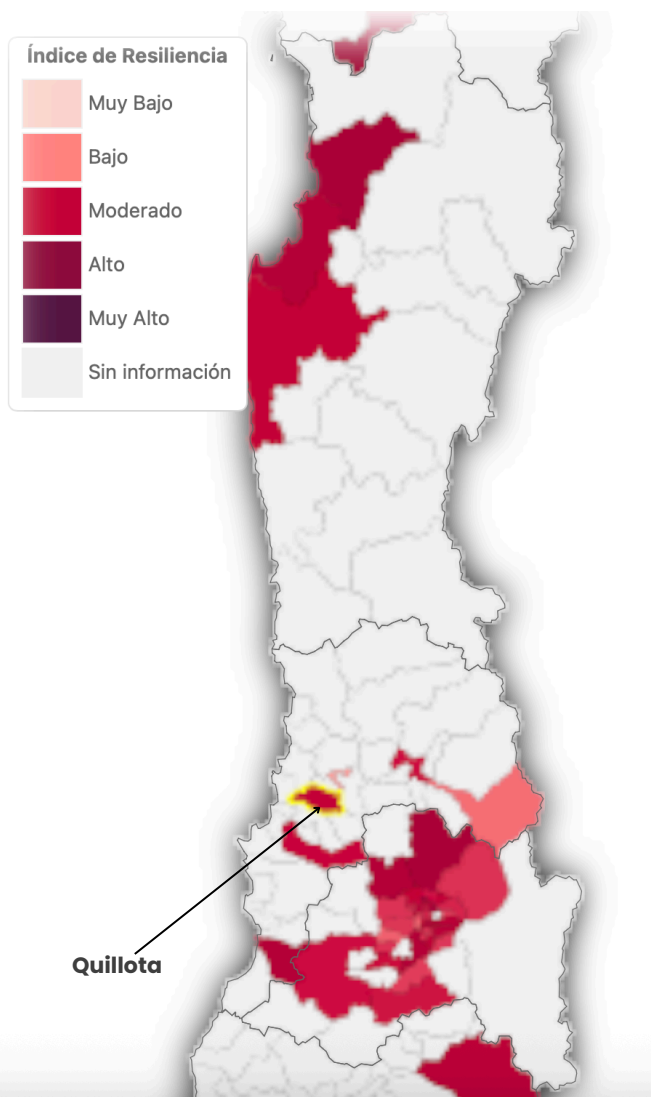 Índice de Resiliencia
Muy Bajo
Bajo
Moderado
Alto
Muy Alto
Sin información
Quillota